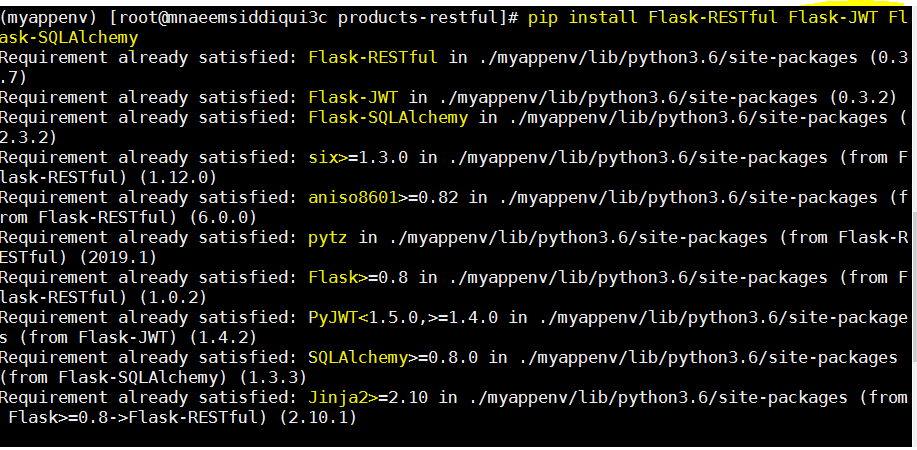 (myappenv) [root@mnaeemsiddiqui3c products-restful]# pip install Flask-RESTful Flask-JWT Fl
ask-SQLAlchemy
Requirement already satisfied: Flask-RESTful in ./myappenv/lib/python3.6/site-packages (0.3
.7)
Requirement already satisfied: Flask-JWT in ./myappenv/lib/python3.6/site-packages (0.3.2)
Requirement already satisfied: Flask-SQLAlchemy in ./myappenv/lib/python3.6/site-packages (
2.3.2)
Requirement already satisfied: six>=1.3.0 in ./myappenv/lib/python3.6/site-packages (from F
lask-RESTful) (1.12.0)
Requirement already satisfied: aniso8601>=0.82 in ./myappenv/lib/python3.6/site-packages (f
rom Flask-RESTful) (6.0.0)
Requirement already satisfied: pytz in ./myappenv/lib/python3.6/site-packages (from Flask-R
ESTful) (2019.1)
Requirement already satisfied: Flask>=0.8 in ./myappenv/lib/python3.6/site-packages (from F
lask-RESTful) (1.0.2)
Requirement already satisfied: PyJWT<1.5.0,>=1.4.0 in ./myappenv/lib/python3.6/site-package
s (from Flask-JWT) (1.4.2)
Requirement already satisfied: SQLAlchemy>=0.8.0 in ./myappenv/lib/python3.6/site-packages
(from Flask-SQLAlchemy) (1.3.3)
Requirement already satisfied: Jinja2>=2.10 in ./myappenv/lib/python3.6/site-packages (from
 Flask>=0.8->Flask-RESTful) (2.10.1)